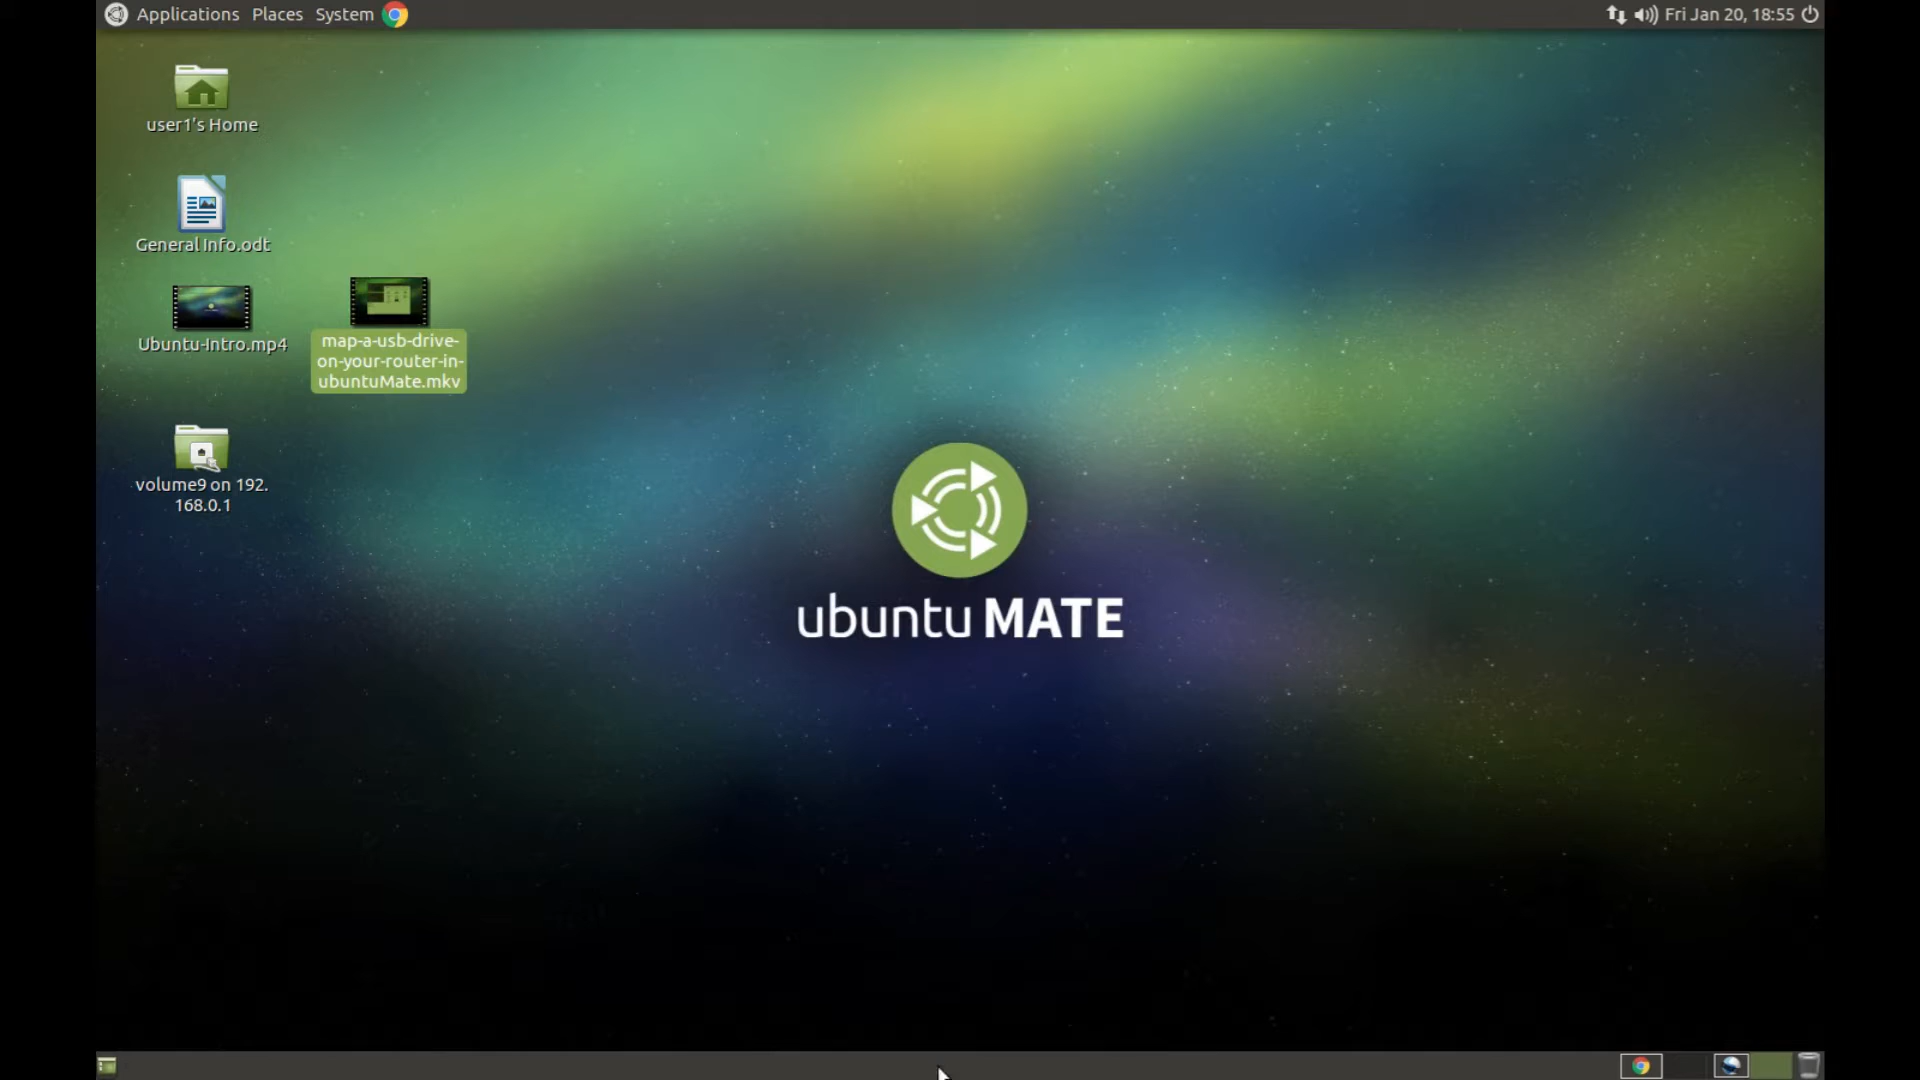 Applications Places System
Fri Jan 20, 18:55
user1's Home
General Info.odt
Ubuntu-Intro.mp4
map-a-usb-drive-
on-your-router-in-
ubuntuMate.mkv
volume9 on 192.
168.0.1
ubuntu MATE